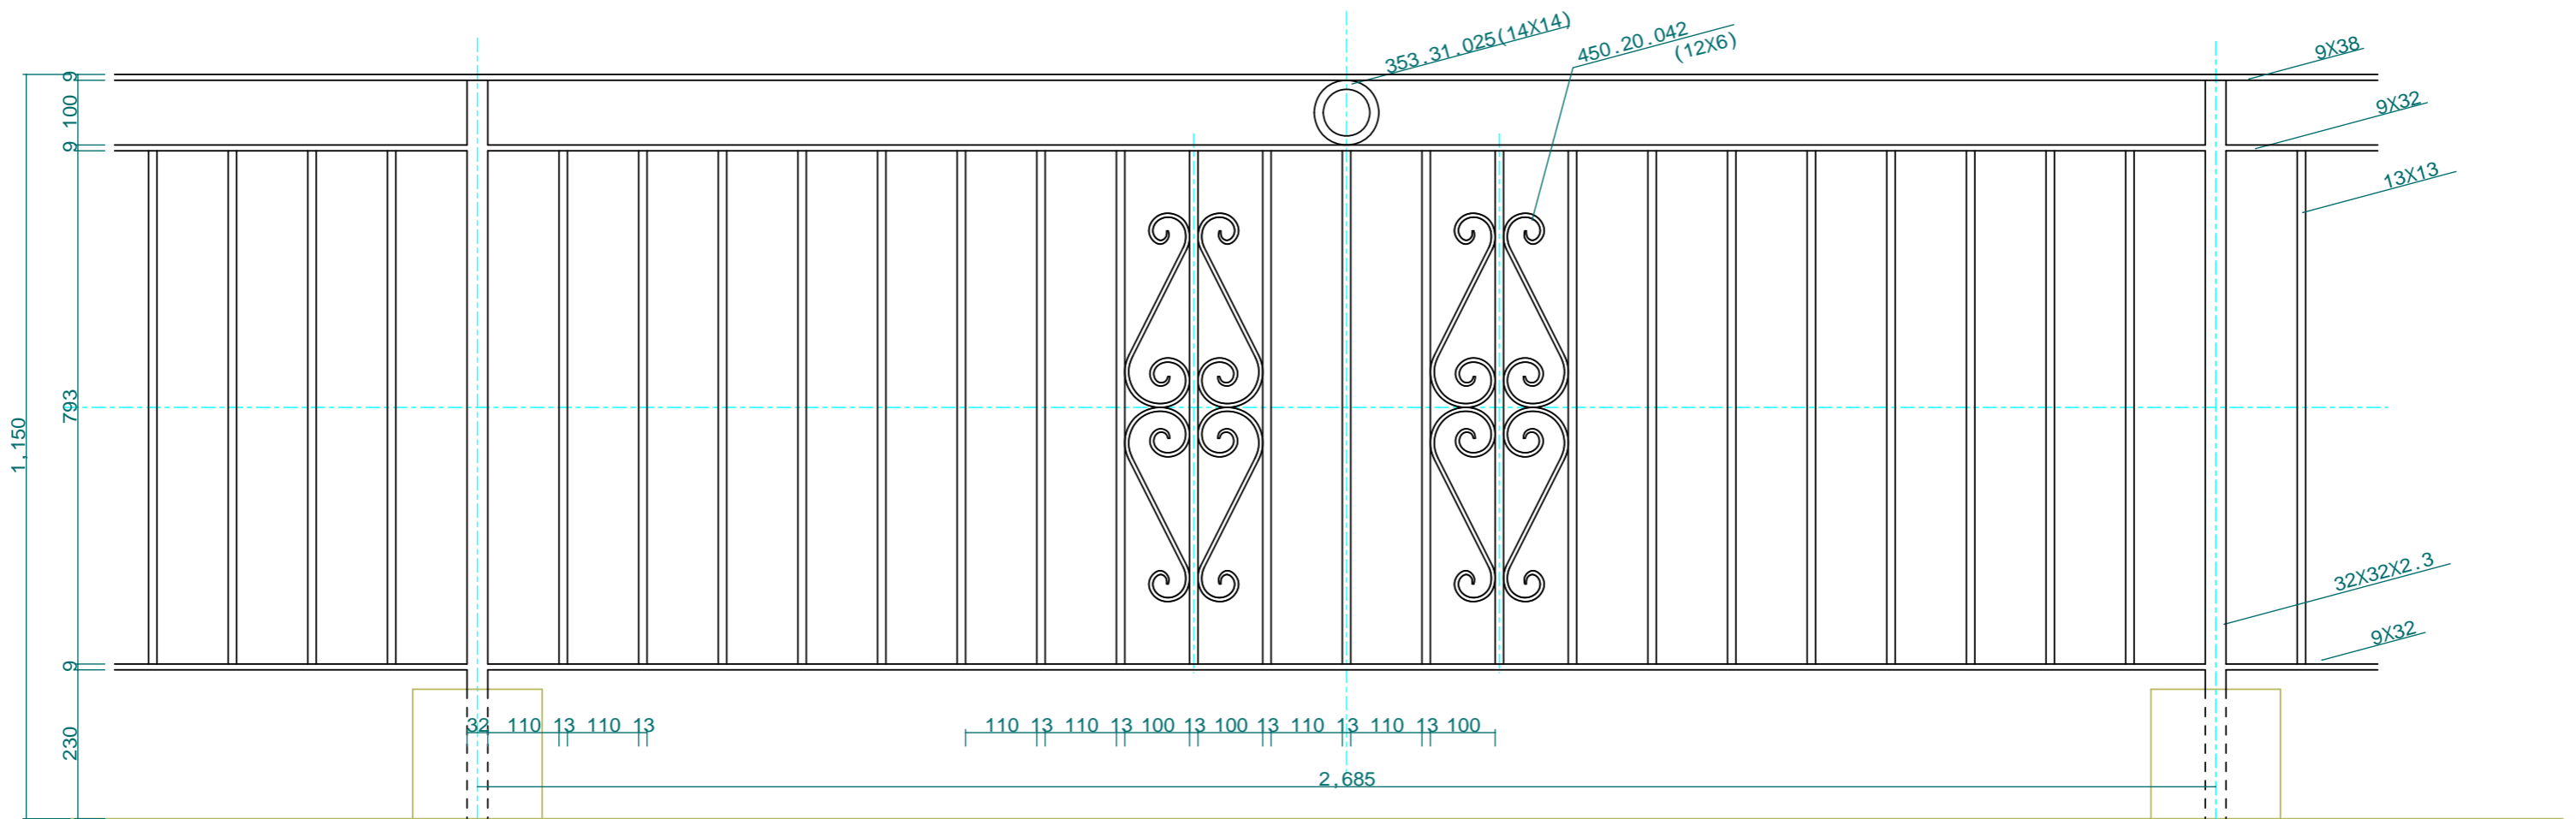 353.31.025(14X14)
450.20.042
(12X6)
9X38
9X32
13X13
32X32X2.3
9X32
9
100
9
793
9
230
1,150
32 110 13 110 13
110 13 110 13 100 13 100 13 110 13 110 13 100
2,685